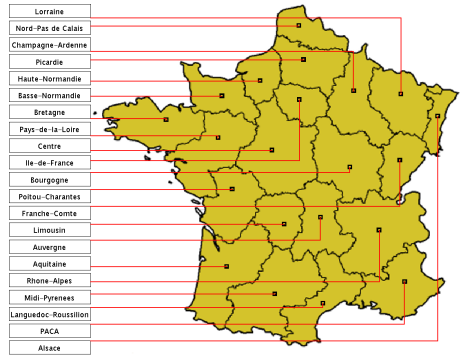 Lorraine
Nord-Pas de Calais
Champagne-Ardenne
Picardie
Haute-Normandie
Basse-Normandie
Bretagne
Pays-de-la-Loire
Centre
Ile-de-France
Bourgogne
Poitou-Charantes
Franche-Comte
Limousin
Auvergne
Aquitaine
Rhone-Alpes
Midi-Pyrenees
Languedoc-Roussillon
PACA
Alsace